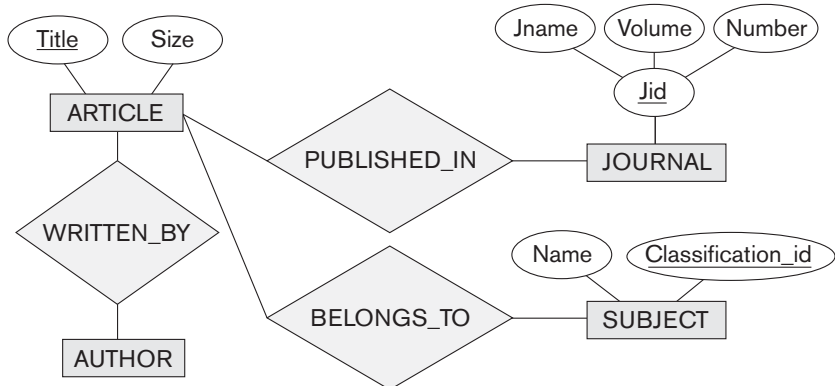 Jname Volume Number
Title Size
Jid
ARTICLE
PUBLISHED_IN JOURNAL
WRITTEN_BY
Name Classification_id
BELONGS_TO SUBJECT
AUTHOR